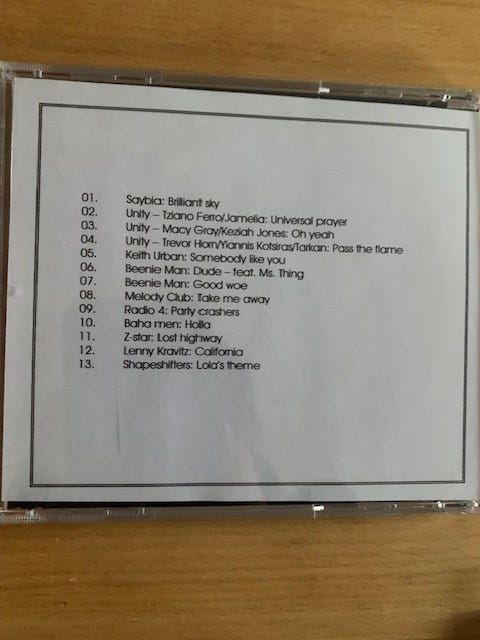 01. Saybia: Brilliant sky
02. Unity – Tziano Ferro/Jamelia: Universal prayer
03. Unity – Macy Gray/Keziah Jones: Oh yeah
04. Unity – Trevor Horn/Yiannis Kotsiras/Tarkan: Pass the flame
05. Keith Urban: Somebody like you
06. Beenie Man: Dude – feat. Ms. Thing
07. Beenie Man: Good woe
08. Melody Club: Take me away
09. Radio 4: Party crashers
10. Baha men: Holla
11. Z-star: Lost highway
12. Lenny Kravitz: California
13. Shapeshifters: Lola's theme